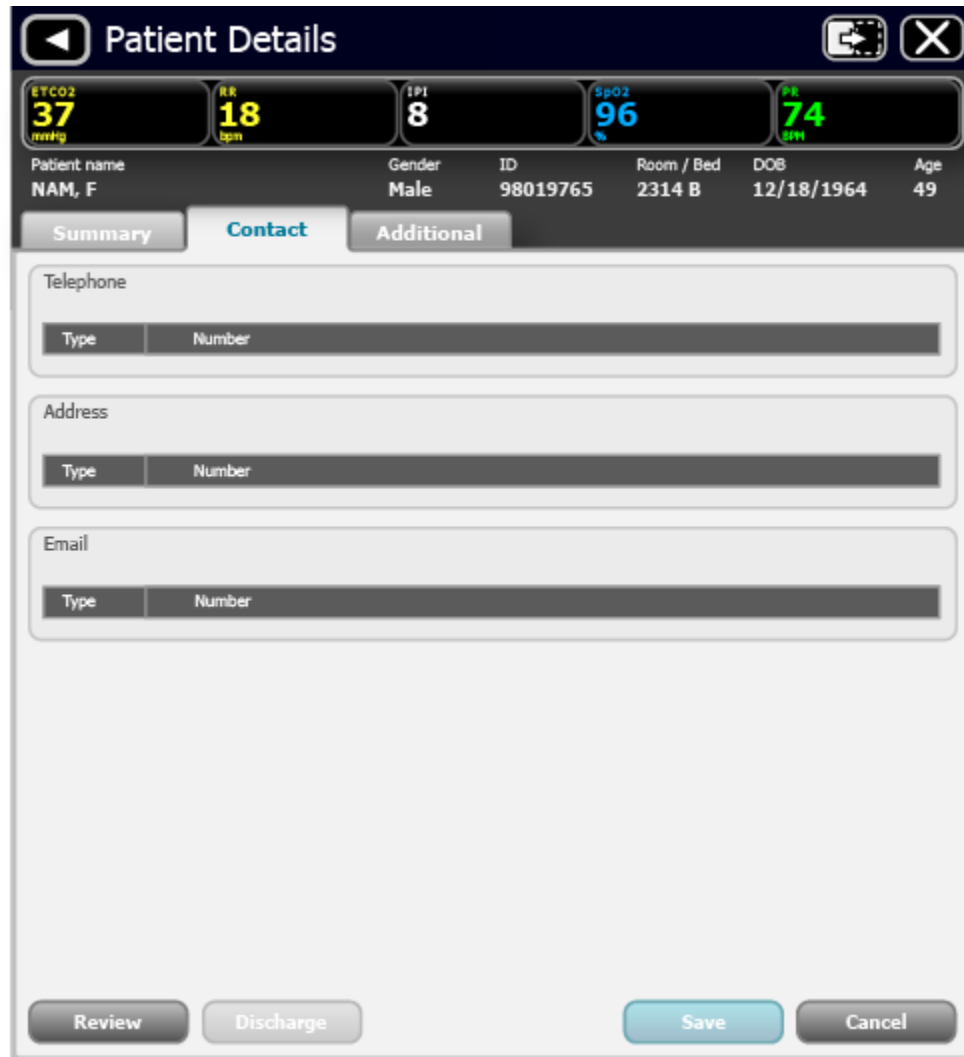 Patient Details
ETCO2 RR IPI SpO2 PR
37 18 8 96 74
mmHg bpm % BPM
Patient name Gender ID Room / Bed DOB Age
NAM, F Male 98019765 2314 B 12/18/1964 49
Summary Contact Additional
Telephone
Type Number
Address
Type Number
Email
Type Number
Review Discharge Save Cancel